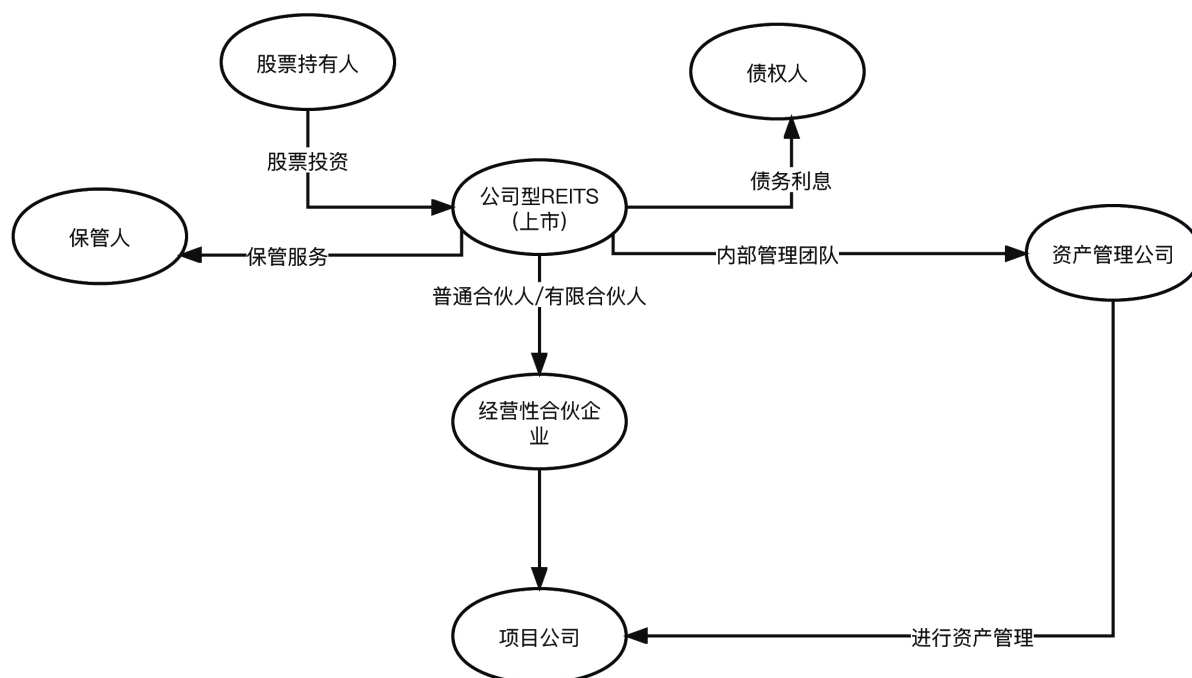 股票持有人
债权人
股票投资
债务利息
公司型REITS
(上市)
保管人
保管服务
内部管理团队
资产管理公司
普通合伙人/有限合伙人
经营性合伙企
业
项目公司
进行资产管理